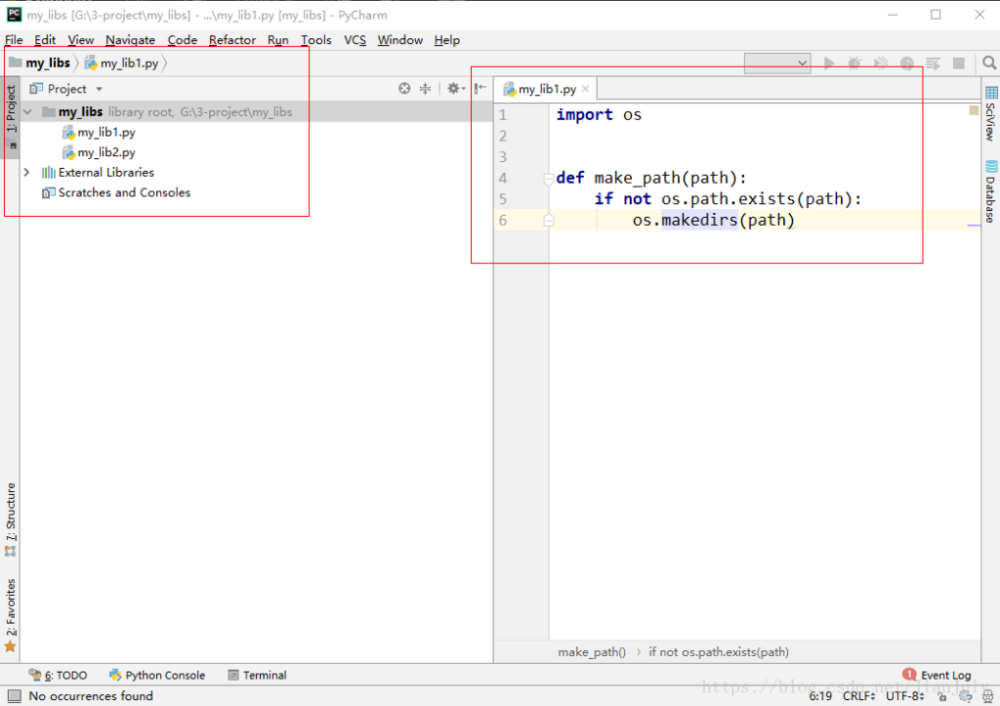 my_libs [G:\3-project\my_libs] - ...\my_lib1.py [my_libs] - PyCharm
File Edit View Navigate Code Refactor Run Tools VCS Window Help
my_libs my_lib1.py
Project
my_lib1.py
1: Project
my_libs library root, G:\3-project\my_libs
my_lib1.py
my_lib2.py
External Libraries
Scratches and Consoles
1 import os
2
3
4 def make_path(path):
5 if not os.path.exists(path):
6 os.makedirs(path)
SciView
Database
7: Structure
2: Favorites
make_path() › if not os.path.exists(path)
6: TODO Python Console Terminal
Event Log
No occurrences found
6:19 CRLF UTF-8